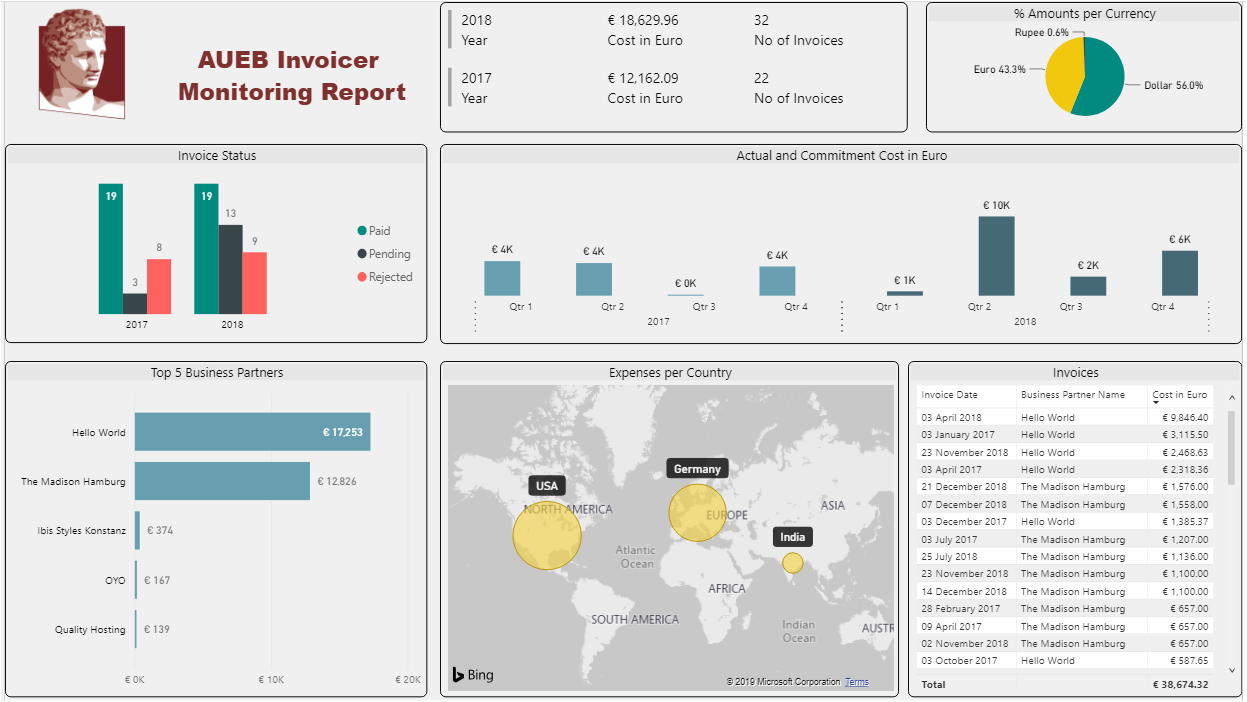 AUEB Invoicer
Monitoring Report
2018 € 18,629.96 32
Year Cost in Euro No of Invoices
2017 € 12,162.09 22
Year Cost in Euro No of Invoices
% Amounts per Currency
Rupee 0.6%
Euro 43.3%
Dollar 56.0%
Invoice Status
19 3 8
19 13 9
2017 2018
Paid
Pending
Rejected
Actual and Commitment Cost in Euro
€ 4K € 4K € 0K € 4K € 1K € 10K € 2K € 6K
Qtr 1 Qtr 2 Qtr 3 Qtr 4 Qtr 1 Qtr 2 Qtr 3 Qtr 4
2017 2018
Top 5 Business Partners
Hello World € 17,253
The Madison Hamburg € 12,826
Ibis Styles Konstanz € 374
OYO € 167
Quality Hosting € 139
€ 0K € 10K € 20K
Expenses per Country
Germany
USA
NORTH AMERICA
EUROPE
ASIA
India
Atlantic
Ocean
AFRICA
SOUTH AMERICA
Indian
Ocean
AUSTR
Bing
© 2019 Microsoft Corporation Terms
Invoices
Invoice Date Business Partner Name Cost in Euro
03 April 2018 Hello World € 9,846.40
03 January 2017 Hello World € 3,115.50
23 November 2018 Hello World € 2,468.63
03 April 2017 Hello World € 2,318.36
21 December 2018 The Madison Hamburg € 1,576.00
07 December 2018 The Madison Hamburg € 1,558.00
03 December 2017 Hello World € 1,385.37
03 July 2017 The Madison Hamburg € 1,207.00
25 July 2018 The Madison Hamburg € 1,136.00
23 November 2018 The Madison Hamburg € 1,100.00
14 December 2018 The Madison Hamburg € 1,100.00
28 February 2017 The Madison Hamburg € 657.00
09 April 2017 The Madison Hamburg € 657.00
02 November 2018 The Madison Hamburg € 657.00
03 October 2017 Hello World € 587.65
Total € 38,674.32